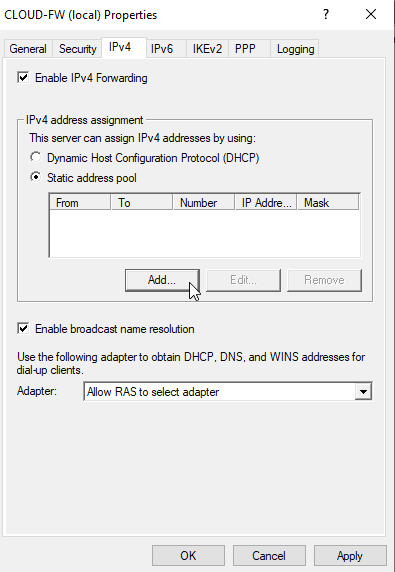 CLOUD-FW (local) Properties
?
General Security IPv4 IPv6 IKEv2 PPP Logging
Enable IPv4 Forwarding
IPv4 address assignment
This server can assign IPv4 addresses by using:
Dynamic Host Configuration Protocol (DHCP)
Static address pool
From To Number IP Addre... Mask
Add... Edit... Remove
Enable broadcast name resolution
Use the following adapter to obtain DHCP, DNS, and WINS addresses for
dial-up clients.
Adapter: Allow RAS to select adapter
OK Cancel Apply